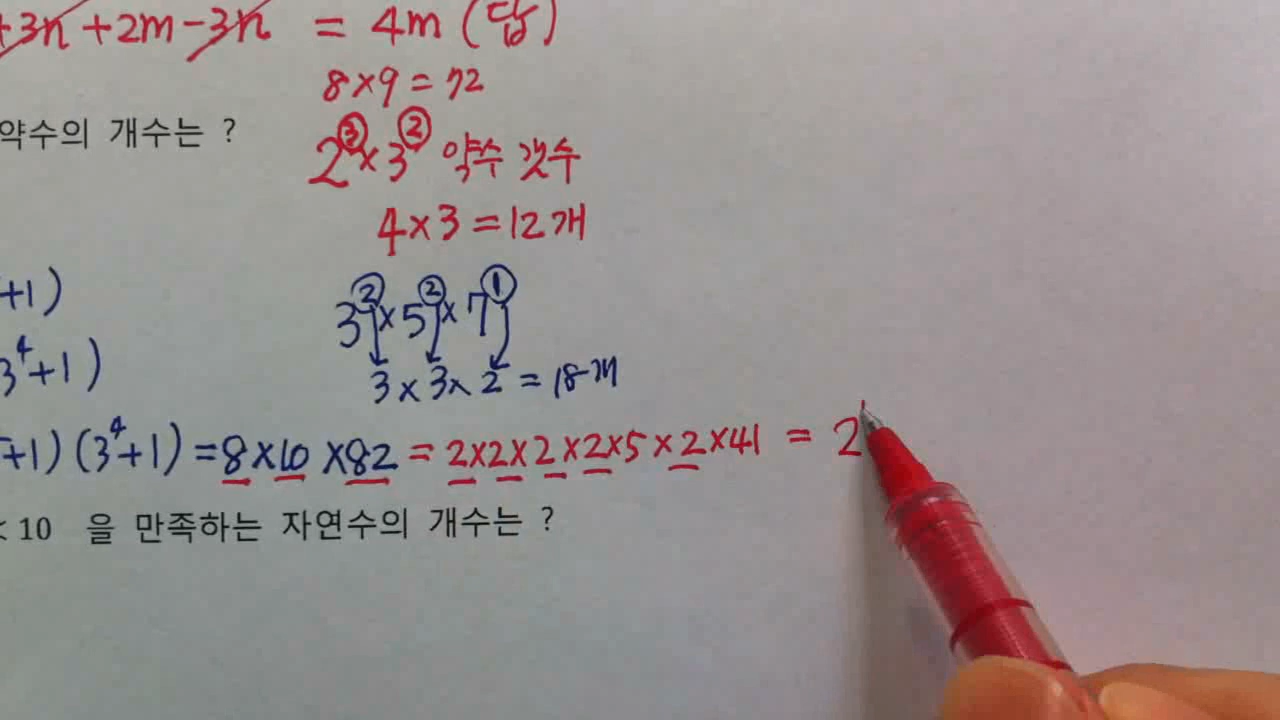 +3n+2m-3n = 4m (답)
8×9=72
약수의 개수는 ?
2³×3² 약수 갯수
4×3=12개
+1)
3²×5²×7¹
3⁴+1)
3×3×2=18개
+1)(3⁴+1)=8×10×82=2×2×2×2×5×2×41=2
< 10 을 만족하는 자연수의 개수는 ?